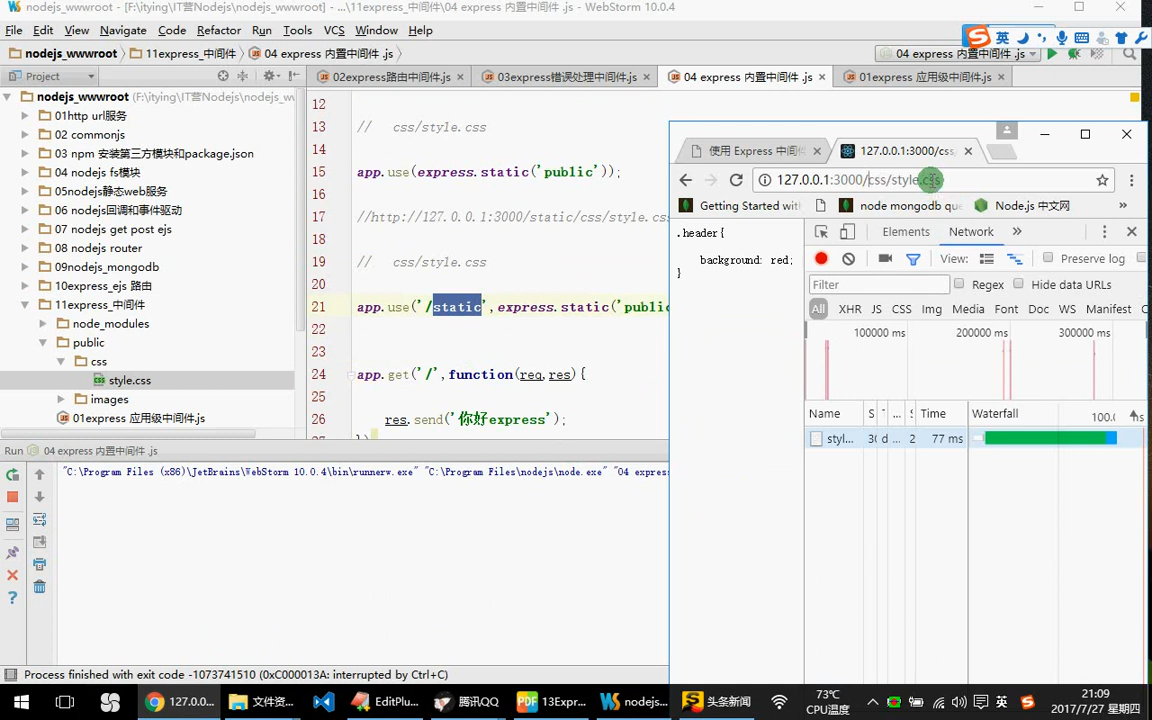 nodejs_wwwroot - [F:\itying\IT营Nodejs\nodejs_wwwroot] - ...\11express_中间件\04 express 内置中间件 .js - WebStorm 10.0.4
File Edit View Navigate Code Refactor Run Tools VCS Window Help
英
nodejs_wwwroot 11express_中间件 04 express 内置中间件 .js
04 express 内置中间件 .js
Project
02express路由中间件.js
03express错误处理中间件.js
04 express 内置中间件 .js
01express 应用级中间件.js
nodejs_wwwroot (F:\itying\IT营Nodejs\nodejs_ww
01http url服务
02 commonjs
03 npm 安装第三方模块和package.json
04 nodejs fs模块
05nodejs静态web服务
06 nodejs回调和事件驱动
07 nodejs get post ejs
08 nodejs router
09nodejs_mongodb
10express_ejs 路由
11express_中间件
node_modules
public
css
style.css
images
01express 应用级中间件.js
12
13 // css/style.css
14
15 app.use(express.static('public'));
16
17 //http://127.0.0.1:3000/static/css/style.css
18
19 // css/style.css
20
21 app.use('/static',express.static('public
22
23
24 app.get('/',function(req,res){
25
26 res.send('你好express');
27 })
使用 Express 中间件
127.0.0.1:3000/css/
127.0.0.1:3000/css/style.css
Getting Started wit
node mongodb qu
Node.js 中文网
»
.header{
background: red;
}
Elements Network »
View: Preserve log
Filter Regex Hide data URLs
All XHR JS CSS Img Media Font Doc WS Manifest
100000 ms 200000 ms 300000 ms
Name S T ... S Time Waterfall 100.0
styl... 30 d ... 2 77 ms
Run 04 express 内置中间件 .js
"C:\Program Files (x86)\JetBrains\WebStorm 10.0.4\bin\runnerw.exe" "C:\Program Files\nodejs\node.exe" "04 expres
Process finished with exit code -1073741510 (0xC000013A: interrupted by Ctrl+C)
127.0.0...
文件资...
EditPlu...
腾讯QQ
13Expr...
nodejs...
头条新闻
73℃
CPU温度
英
21:09
2017/7/27 星期四